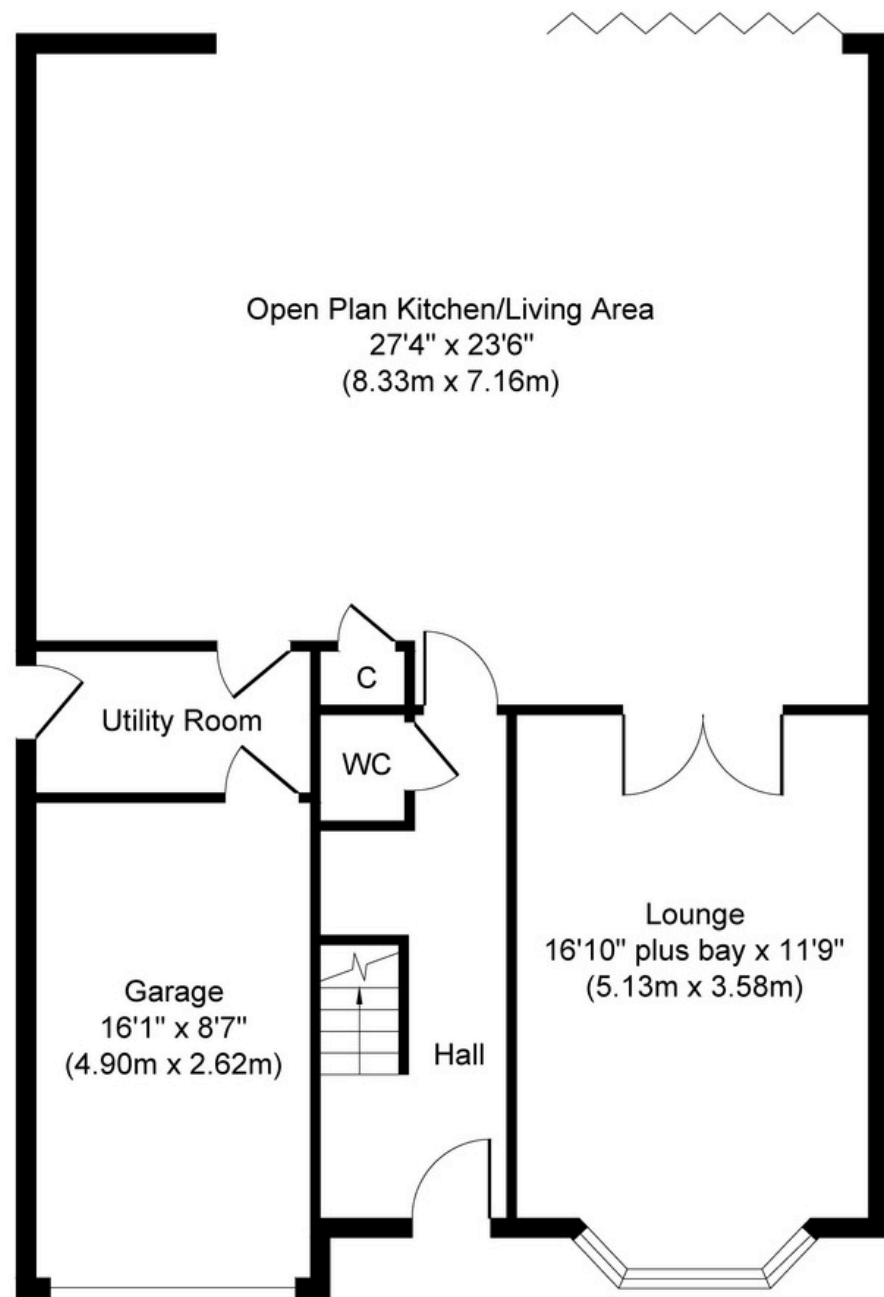 Open Plan Kitchen/Living Area
27'4" x 23'6"
(8.33m x 7.16m)
C
Utility Room
WC
Lounge
16'10" plus bay x 11'9"
(5.13m x 3.58m)
Garage
16'1" x 8'7"
(4.90m x 2.62m)
Hall